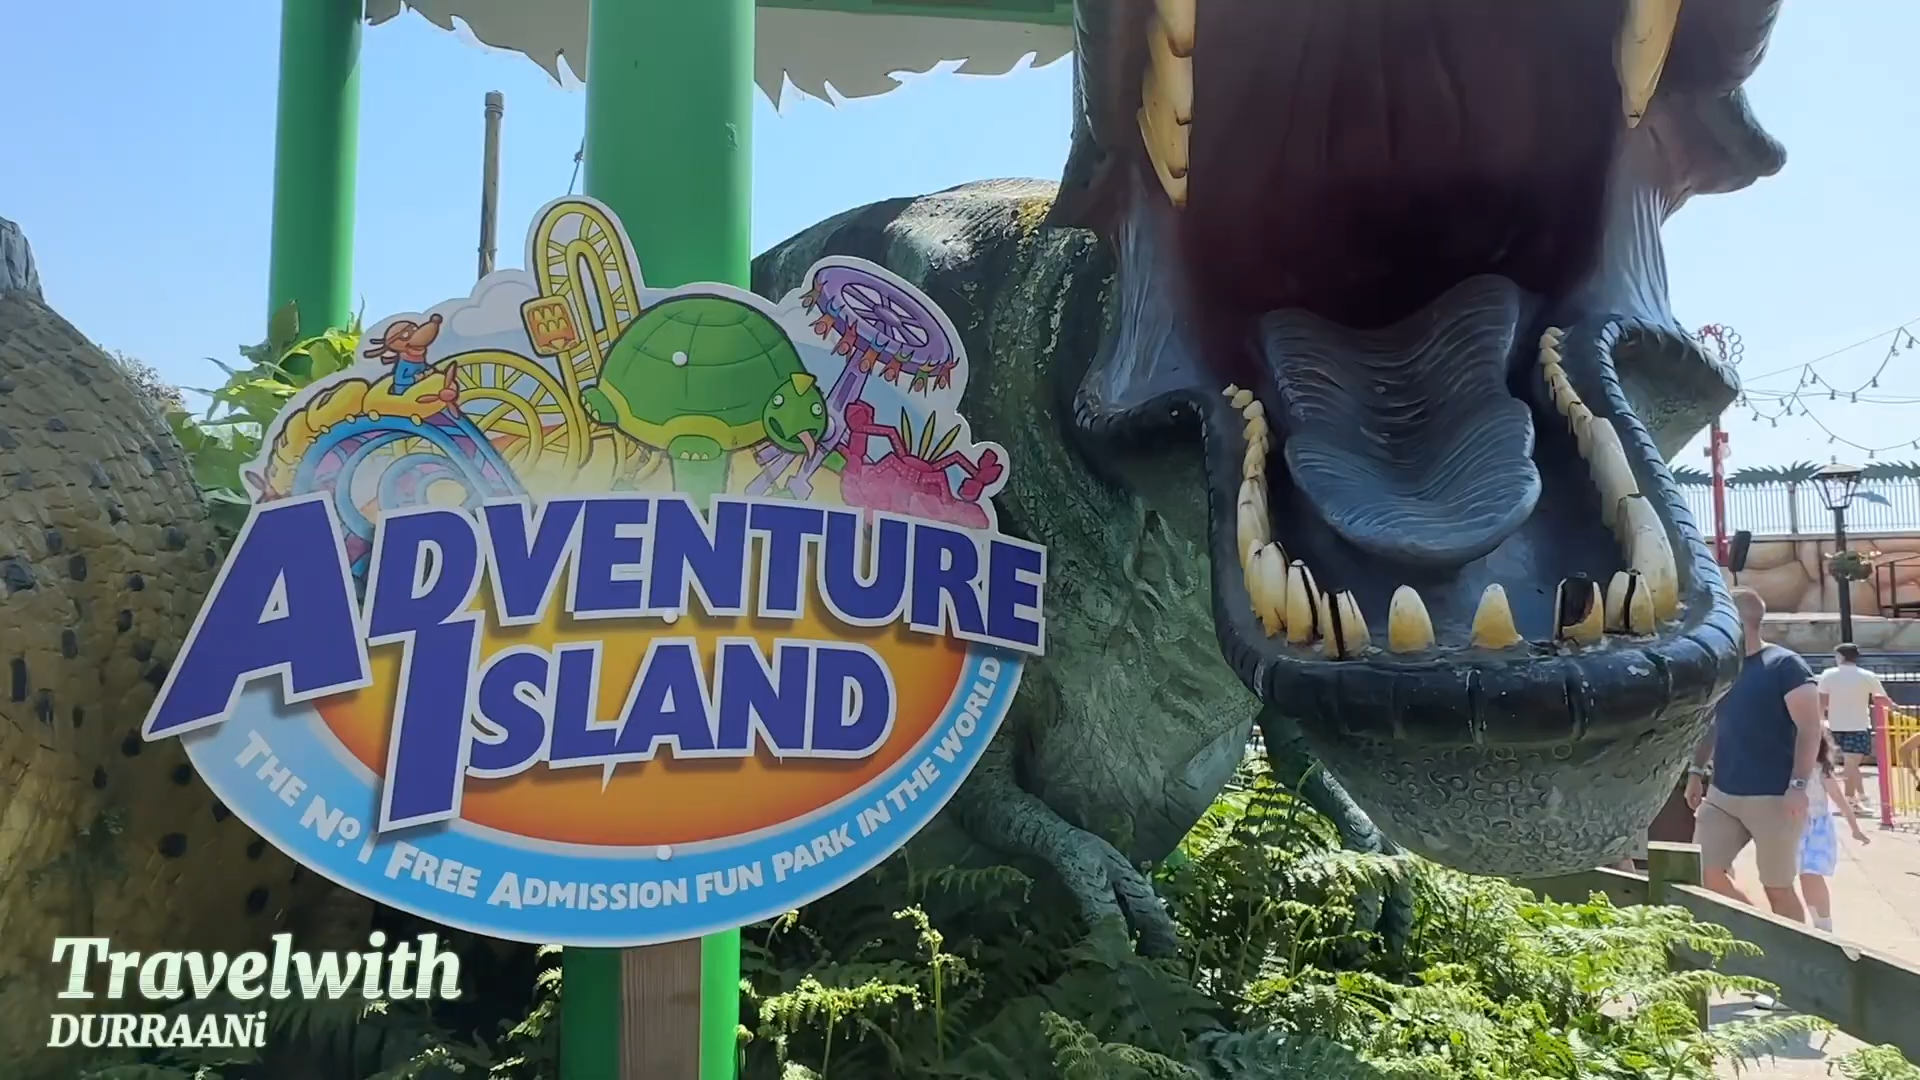 ADVENTURE
ISLAND
THE Nº 1 FREE ADMISSION FUN PARK IN THE WORLD
Travelwith
DURRAANi